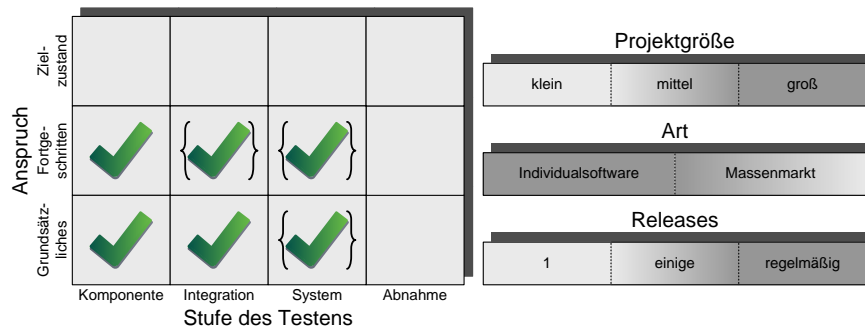 Anspruch
Ziel-
zustand
Fortge-
schritten
Grundsätz-
liches
Komponente
Integration
System
Abnahme
Stufe des Testens
Projektgröße
klein
mittel
groß
Art
Individualsoftware
Massenmarkt
Releases
1
einige
regelmäßig